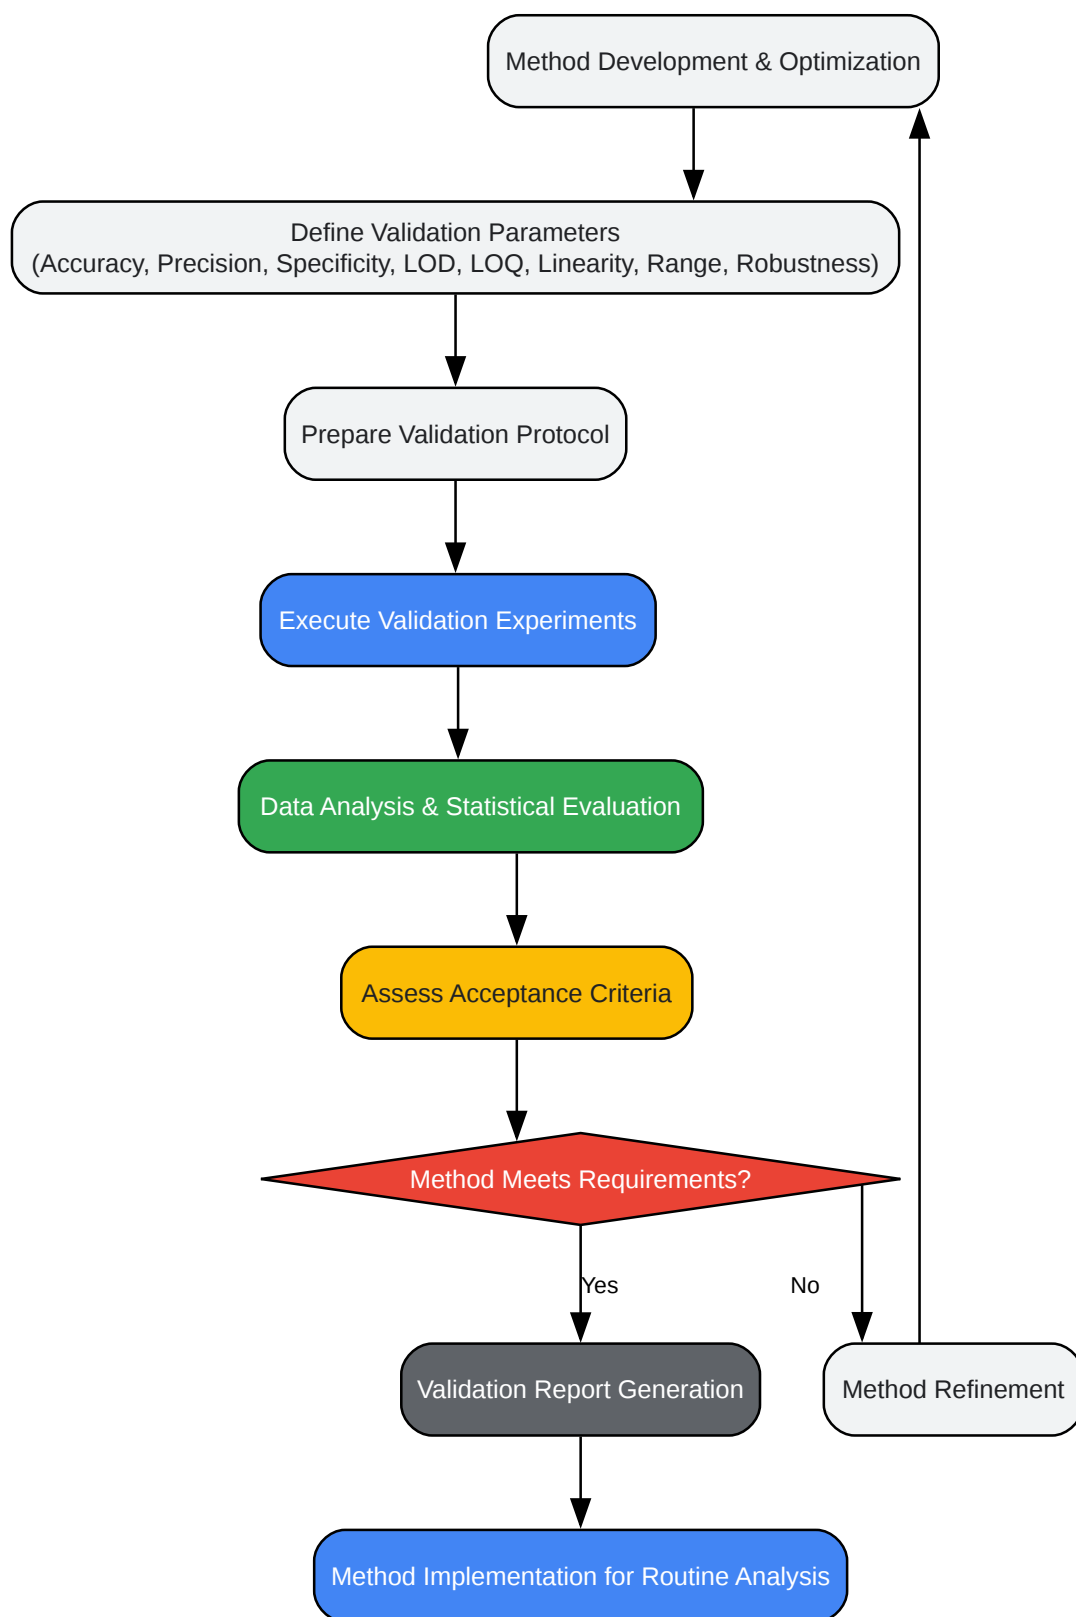 Method Development & Optimization
Define Validation Parameters
(Accuracy, Precision, Specificity, LOD, LOQ, Linearity, Range, Robustness)
Prepare Validation Protocol
Execute Validation Experiments
Data Analysis & Statistical Evaluation
Assess Acceptance Criteria
Method Meets Requirements?
Yes
No
Validation Report Generation
Method Refinement
Method Implementation for Routine Analysis